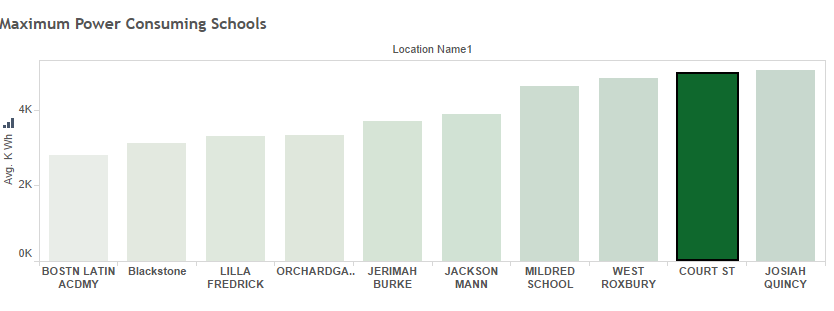 Maximum Power Consuming Schools
Location Name1
Avg. K Wh
4K
2K
0K
BOSTN LATIN ACDMY
Blackstone
LILLA FREDRICK
ORCHARDGA..
JERIMAH BURKE
JACKSON MANN
MILDRED SCHOOL
WEST ROXBURY
COURT ST
JOSIAH QUINCY